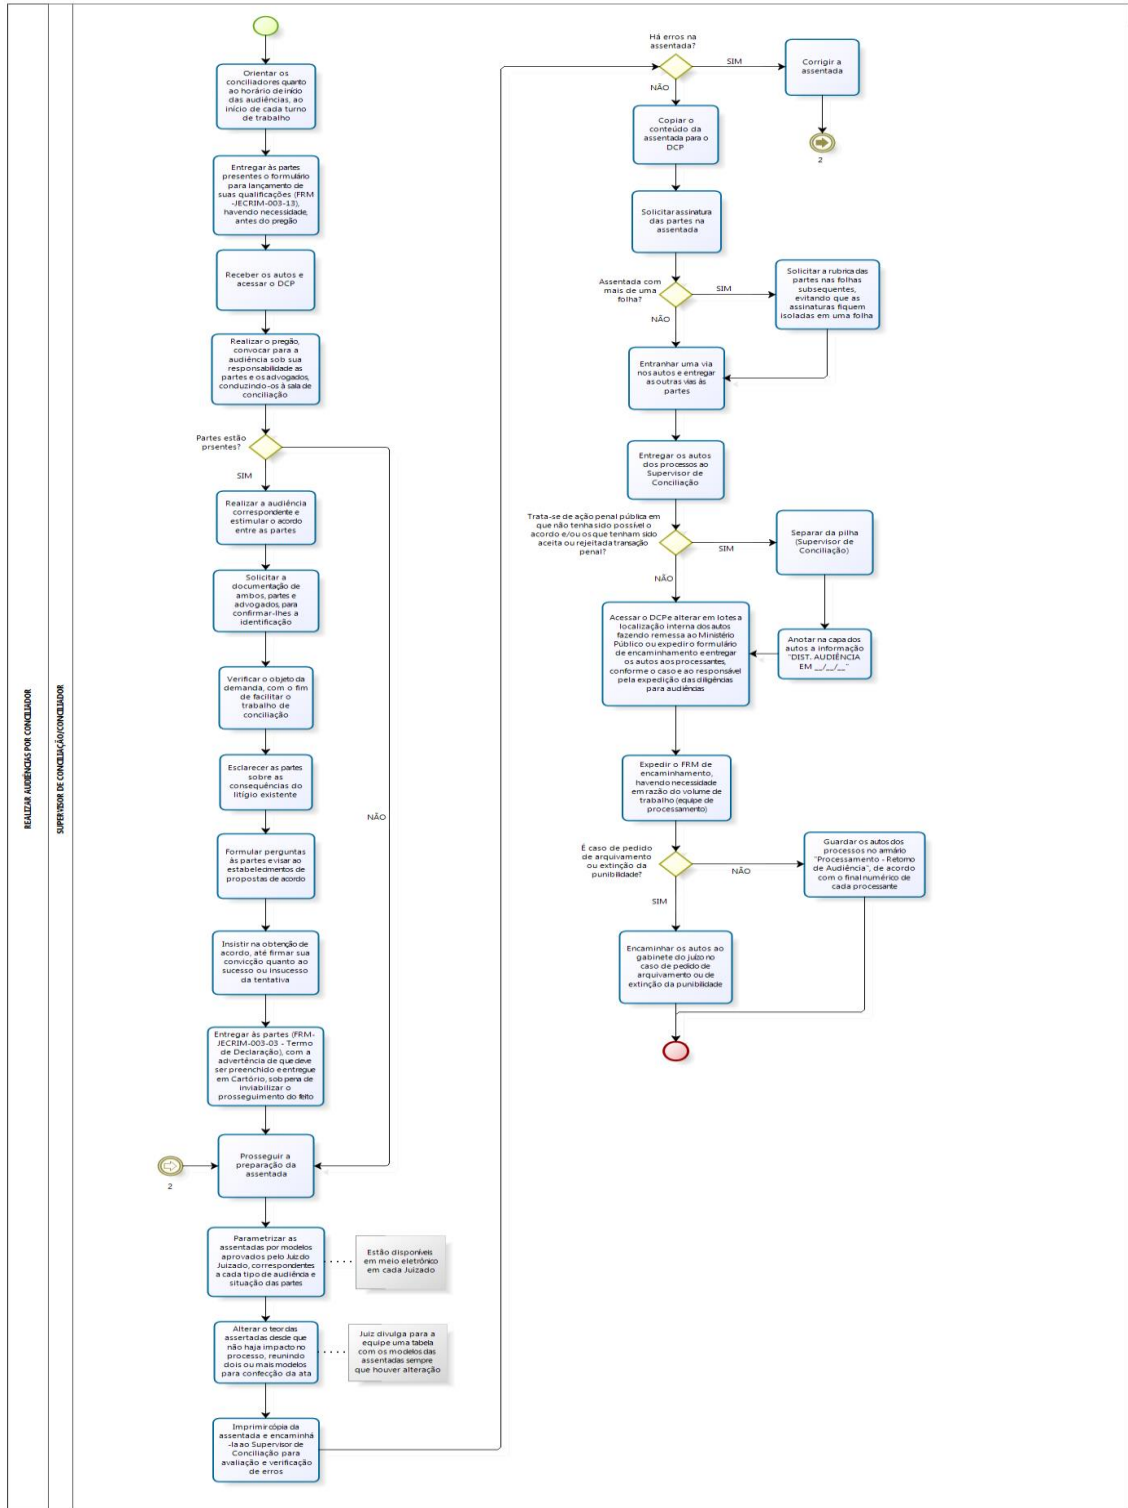 REALIZAR AUDIÊNCIAS POR CONCILIADOR
SUPERVISOR DE CONCILIAÇÃO/CONCILIADOR
Orientar os
conciliadores quanto
ao horário de início
das audiências, ao
início de cada turno
de trabalho
Entregar às partes
presentes o formulário
para lançamento de
suas qualificações (FRM
-JECRIM-003-13),
havendo necessidade,
antes do pregão
Receber os autos e
acessar o DCP
Realizar o pregão,
convocar para a
audiência sob sua
responsabilidade as
partes e os advogados,
conduzindo-os à sala de
conciliação
Partes estão
prsentes?
SIM
NÃO
Realizar a audiência
correspondente e
estimular o acordo
entre as partes
Solicitar a
documentação de
ambos, partes e
advogados, para
confirmar-lhes a
identificação
Verificar o objeto da
demanda, com o fim
de facilitar o
trabalho de
conciliação
Esclarecer as partes
sobre as
consequências do
litígio existente
Formular perguntas
às partes e visar ao
estabelecimentos de
propostas de acordo
Insistir na obtenção de
acordo, até firmar sua
convicção quanto ao
sucesso ou insucesso
da tentativa
Entregar às partes (FRM-
JECRIM-003-03 - Termo
de Declaração), com a
advertência de que deve
ser preenchido e entregue
em Cartório, sob pena de
inviabilizar o
prosseguimento do feito
2
Prosseguir a
preparação da
assentada
Parametrizar as
assentadas por modelos
aprovados pelo Juiz do
Juizado, correspondentes
a cada tipo de audiência e
situação das partes
Estão disponíveis
em meio eletrônico
em cada Juizado
Alterar o teor das
assertadas desde que
não haja impacto no
processo, reunindo
dois ou mais modelos
para confecção da ata
Juiz divulga para a
equipe uma tabela
com os modelos das
assentadas sempre
que houver alteração
Imprimir cópia da
assentada e encaminhá
-la ao Supervisor de
Conciliação para
avaliação e verificação
de erros
Há erros na
assentada?
SIM
NÃO
Corrigir a
assentada
2
Copiar o
conteúdo da
assentada para o
DCP
Solicitar assinatura
das partes na
assentada
Assentada com
mais de uma
folha?
SIM
NÃO
Solicitar a rubrica das
partes nas folhas
subsequentes,
evitando que as
assinaturas fiquem
isoladas em uma folha
Entranhar uma via
nos autos e entregar
as outras vias às
partes
Entregar os autos
dos processos ao
Supervisor de
Conciliação
Trata-se de ação penal pública em
que não tenha sido possível o
acordo e/ou os que tenham sido
aceita ou rejeitada transação
penal?
SIM
NÃO
Separar da pilha
(Supervisor de
Conciliação)
Anotar na capa dos
autos a informação
"DIST. AUDIÊNCIA
EM __/__/__"
Acessar o DCP e alterar em lotes a
localização interna dos autos
fazendo remessa ao Ministério
Público ou expedir o formulário
de encaminhamento e entregar
os autos aos processantes,
conforme o caso e ao responsável
pela expedição das diligências
para audiências
Expedir o FRM de
encaminhamento,
havendo necessidade
em razão do volume de
trabalho (equipe de
processamento)
É caso de pedido
de arquivamento
ou extinção da
punibilidade?
NÃO
SIM
Guardar os autos dos
processos no armário
"Processamento - Retorno
de Audiência", de acordo
com o final numérico de
cada processante
Encaminhar os autos ao
gabinete do juízo no
caso de pedido de
arquivamento ou de
extinção da punibilidade